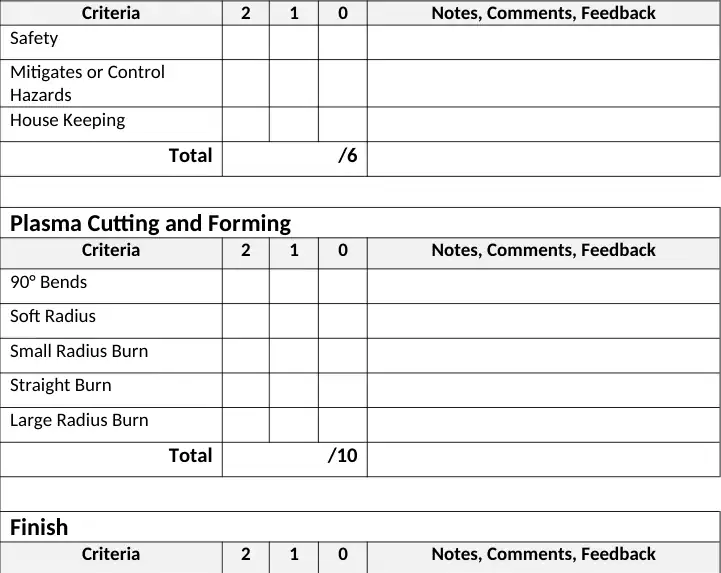 Criteria 2 1 0 Notes, Comments, Feedback
Safety
Mitigates or Control
Hazards
House Keeping
Total /6
Plasma Cutting and Forming
Criteria 2 1 0 Notes, Comments, Feedback
90° Bends
Soft Radius
Small Radius Burn
Straight Burn
Large Radius Burn
Total /10
Finish
Criteria 2 1 0 Notes, Comments, Feedback